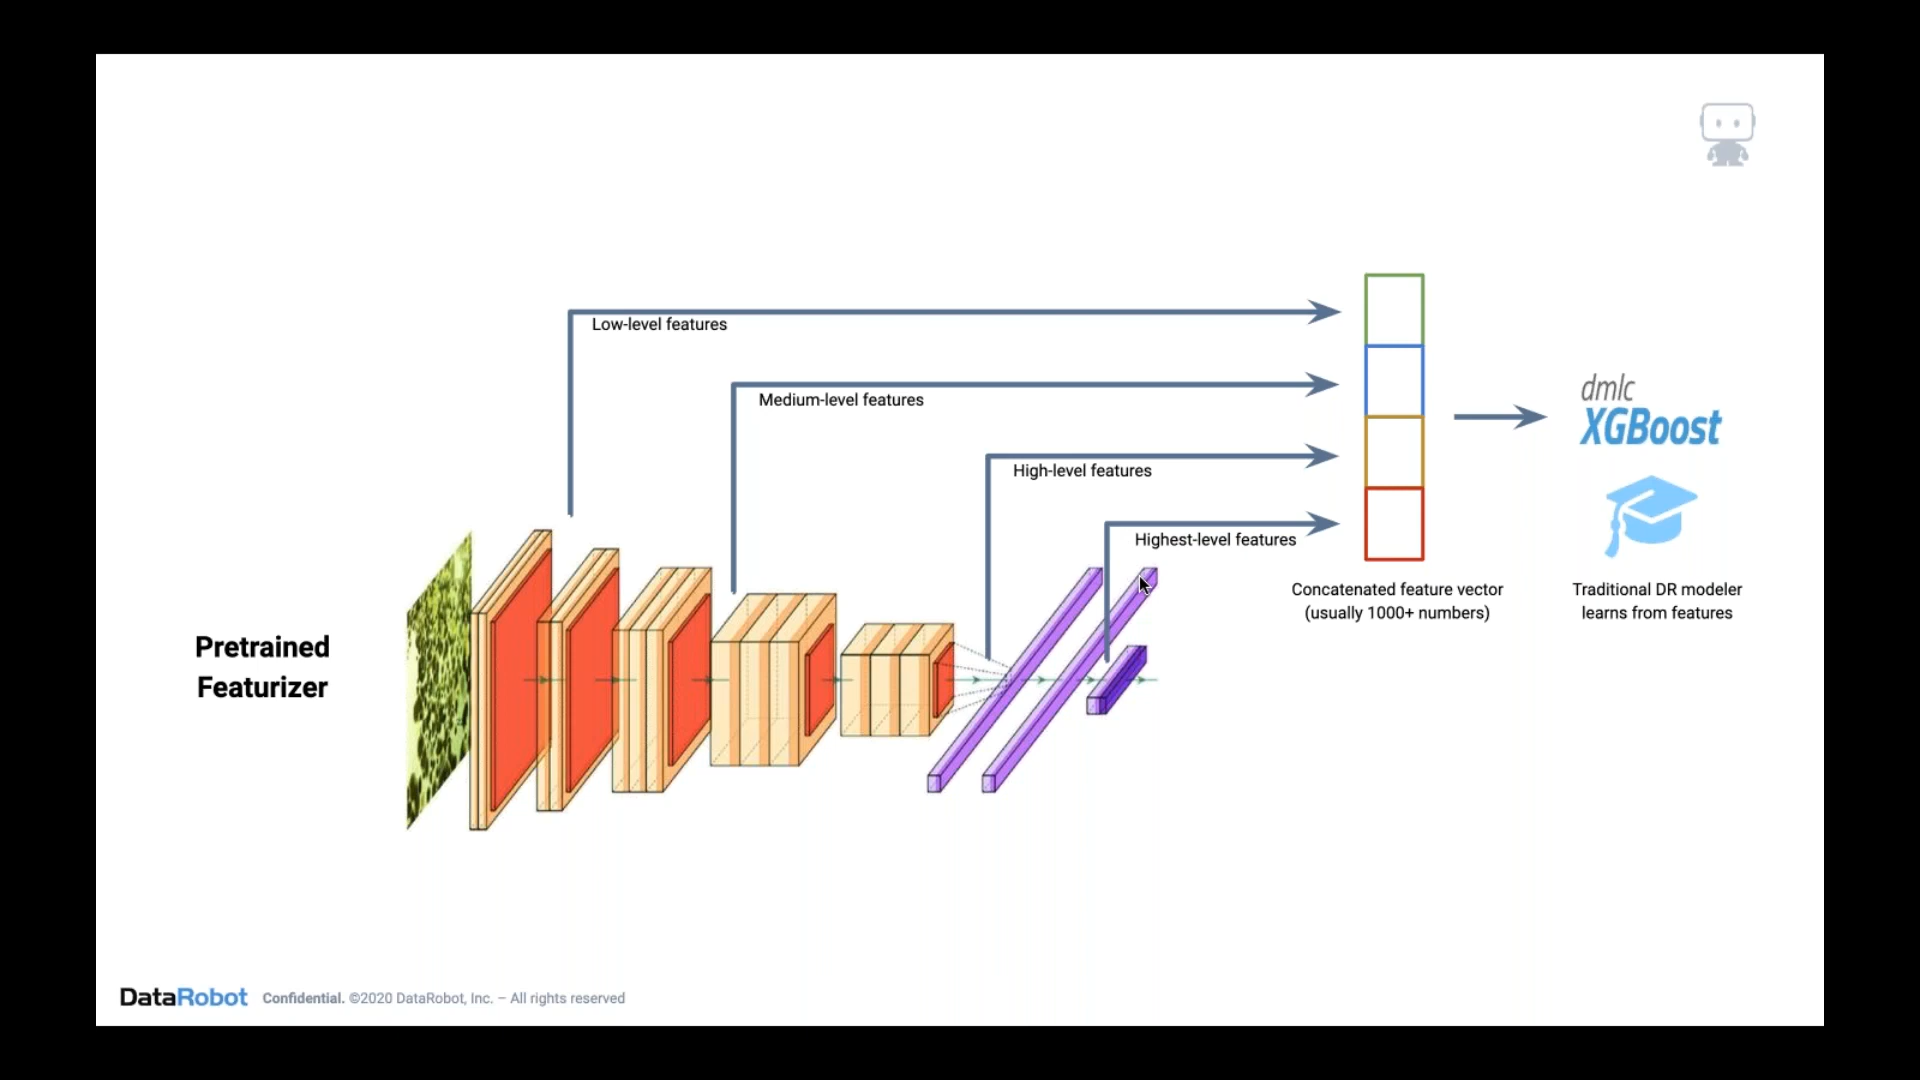 Low-level features
Medium-level features
High-level features
Highest-level features
dmlc
XGBoost
Concatenated feature vector
(usually 1000+ numbers)
Traditional DR modeler
learns from features
Pretrained
Featurizer
DataRobot Confidential. ©2020 DataRobot, Inc. – All rights reserved